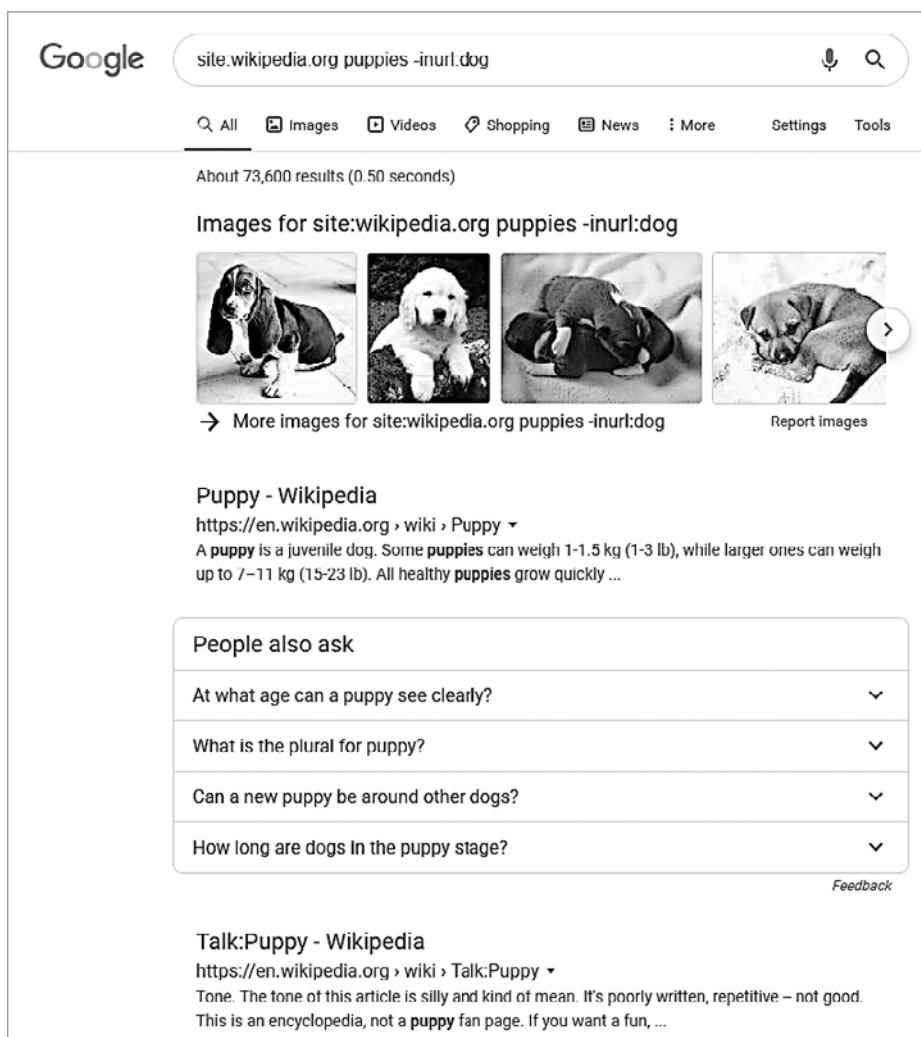 Google
site:wikipedia.org puppies -inurl:dog
All Images Videos Shopping News More Settings Tools
About 73,600 results (0.50 seconds)
Images for site:wikipedia.org puppies -inurl:dog
More images for site:wikipedia.org puppies -inurl:dog Report images
Puppy - Wikipedia
https://en.wikipedia.org › wiki › Puppy
A puppy is a juvenile dog. Some puppies can weigh 1-1.5 kg (1-3 lb), while larger ones can weigh
up to 7–11 kg (15-23 lb). All healthy puppies grow quickly ...
People also ask
At what age can a puppy see clearly?
What is the plural for puppy?
Can a new puppy be around other dogs?
How long are dogs in the puppy stage?
Feedback
Talk:Puppy - Wikipedia
https://en.wikipedia.org › wiki › Talk:Puppy
Tone. The tone of this article is silly and kind of mean. It's poorly written, repetitive – not good.
This is an encyclopedia, not a puppy fan page. If you want a fun, ...